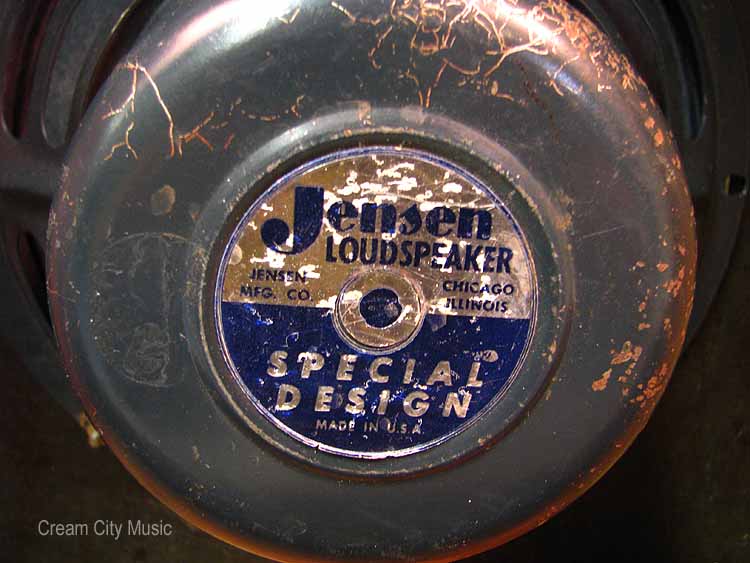 Jensen
LOUDSPEAKER
JENSEN
MFG. CO.
CHICAGO
ILLINOIS
SPECIAL
DESIGN
MADE IN U.S.A.
Cream City Music